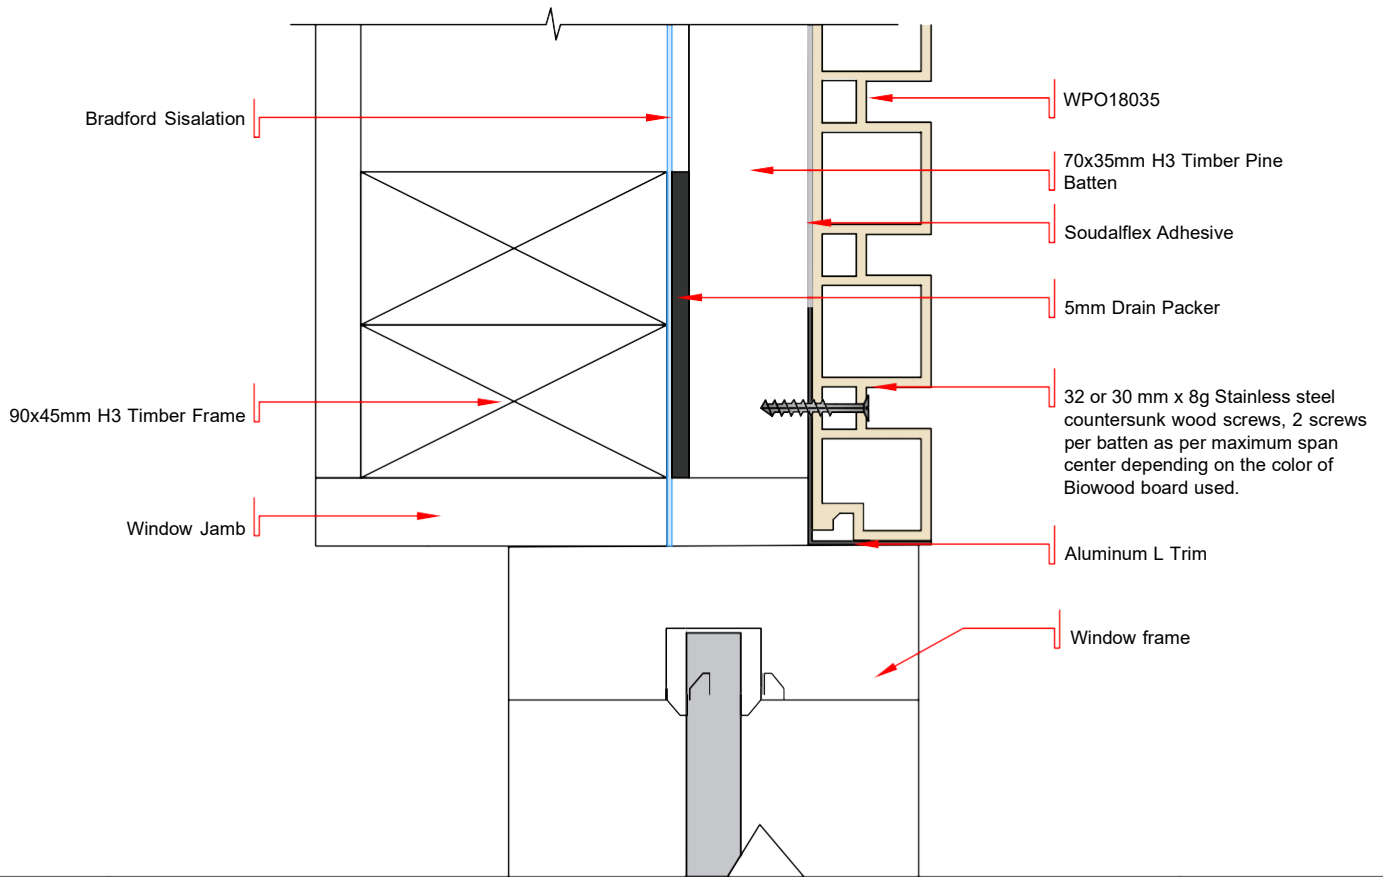 Bradford Sisalation
90x45mm H3 Timber Frame
Window Jamb
WPO18035
70x35mm H3 Timber Pine
Batten
Soudalflex Adhesive
5mm Drain Packer
32 or 30 mm x 8g Stainless steel
countersunk wood screws, 2 screws
per batten as per maximum span
center depending on the color of
Biowood board used.
Aluminum L Trim
Window frame